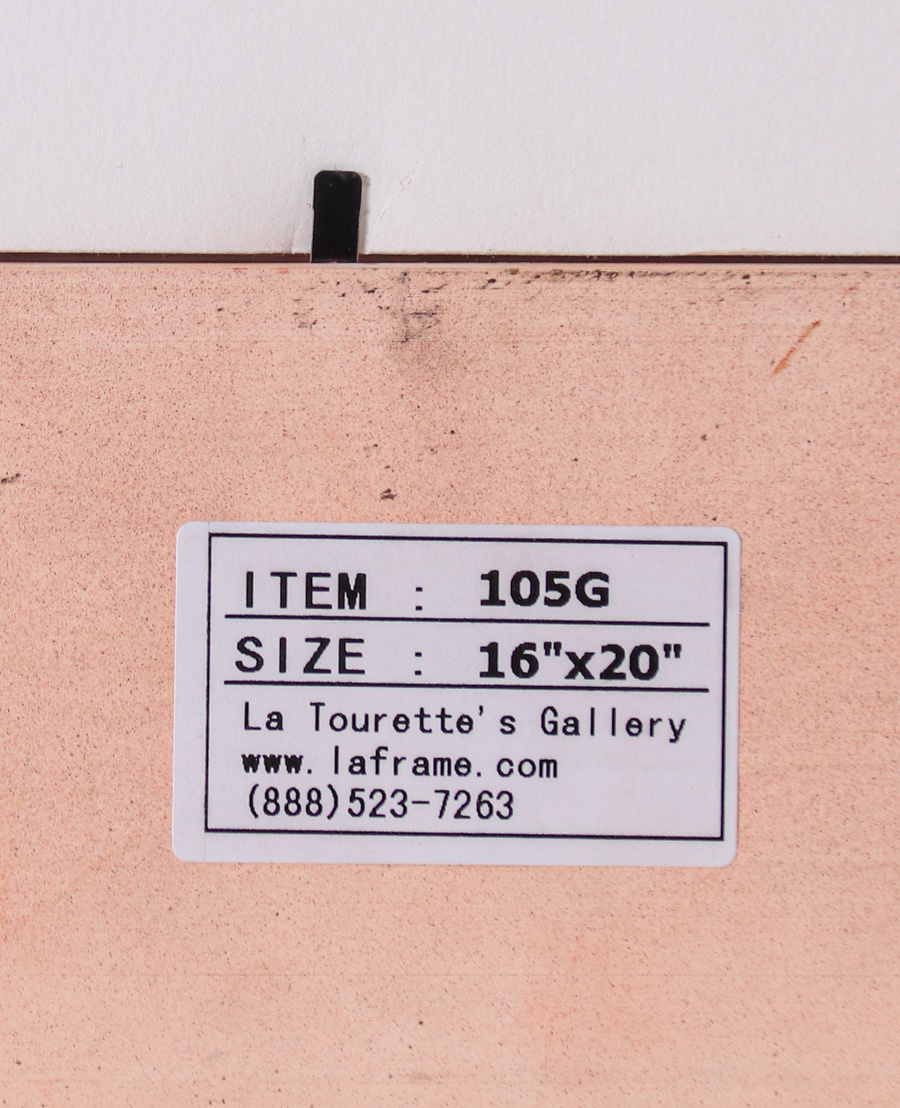 ITEM : 105G
SIZE : 16"x20"
La Tourette's Gallery
www.laframe.com
(888)523-7263